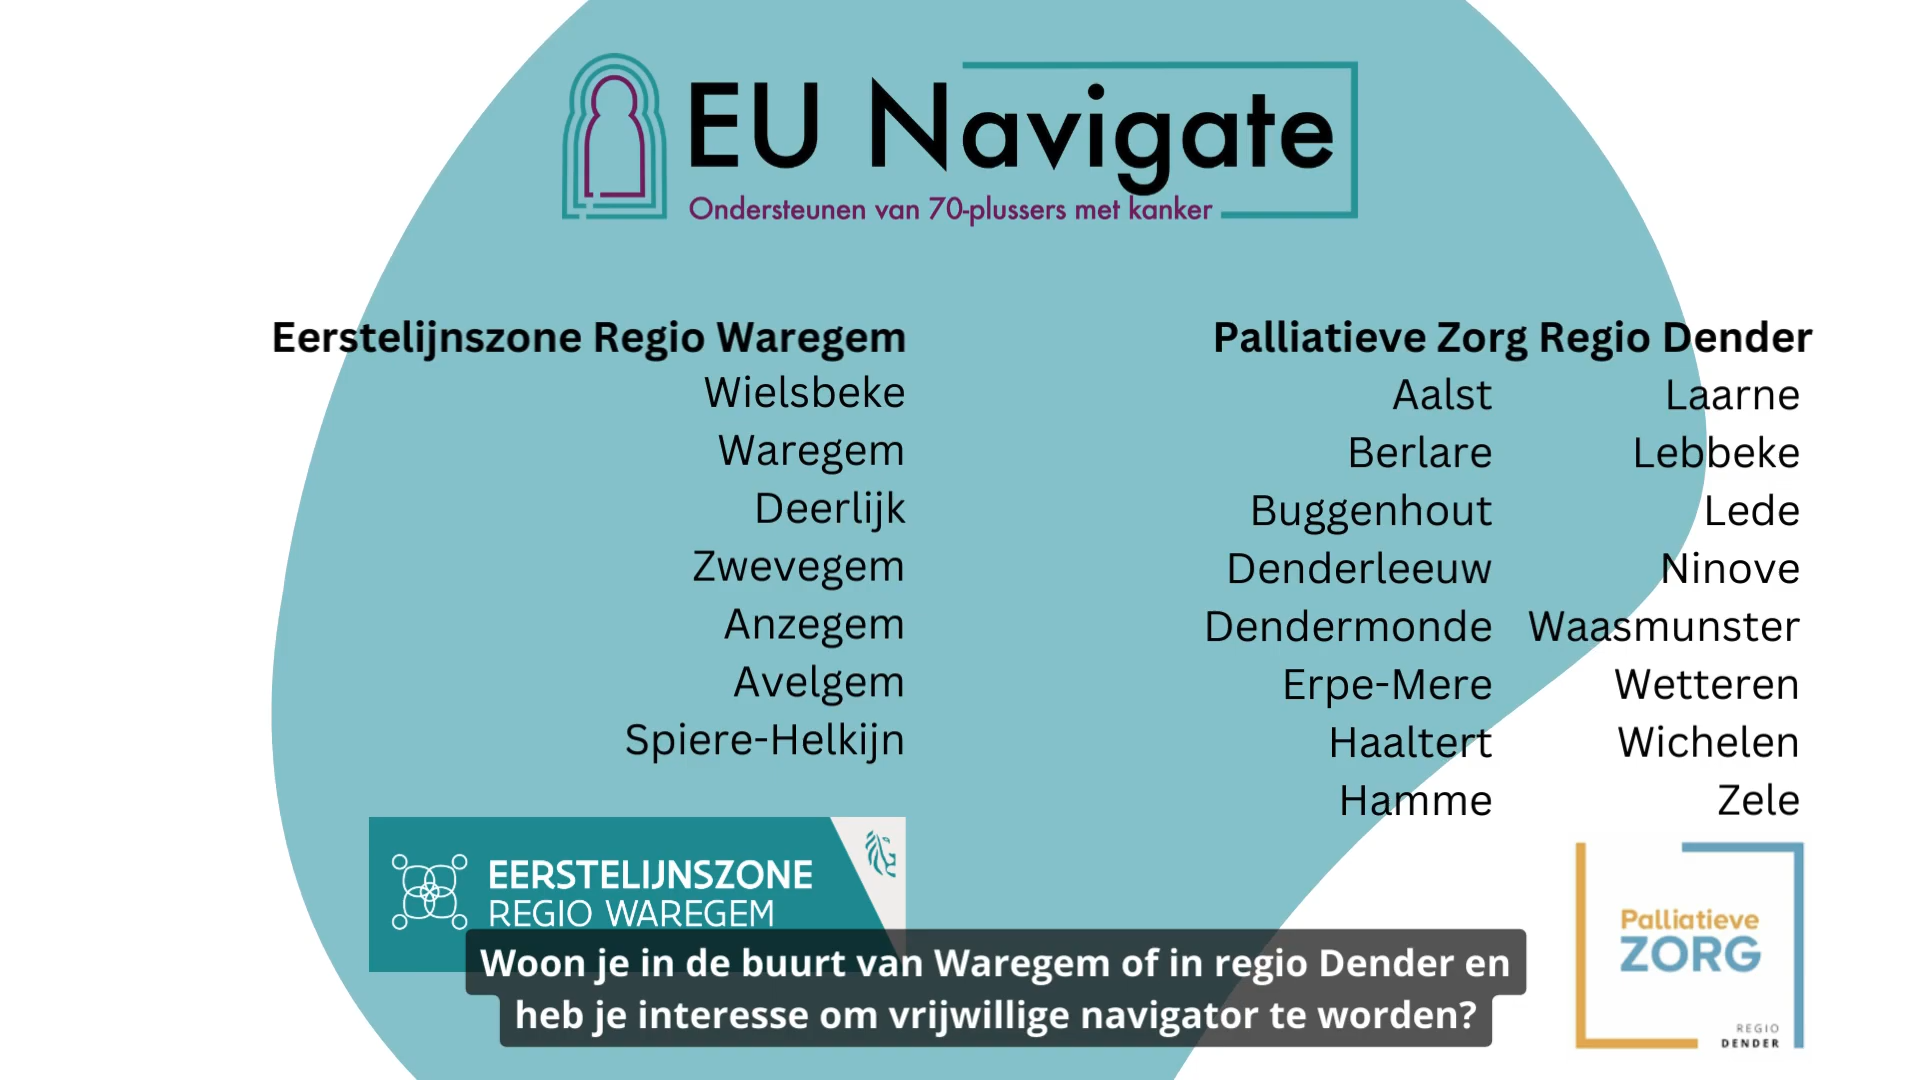 EU Navigate
Ondersteunen van 70-plussers met kanker
Eerstelijnszone Regio Waregem
Wielsbeke
Waregem
Deerlijk
Zwevegem
Anzegem
Avelgem
Spiere-Helkijn
EERSTELIJNSZONE
REGIO WAREGEM
Palliatieve Zorg Regio Dender
Aalst
Berlare
Buggenhout
Denderleeuw
Dendermonde
Erpe-Mere
Haaltert
Hamme
Laarne
Lebbeke
Lede
Ninove
Waasmunster
Wetteren
Wichelen
Zele
Palliatieve
ZORG
REGIO
DENDER
Woon je in de buurt van Waregem of in regio Dender en
heb je interesse om vrijwillige navigator te worden?